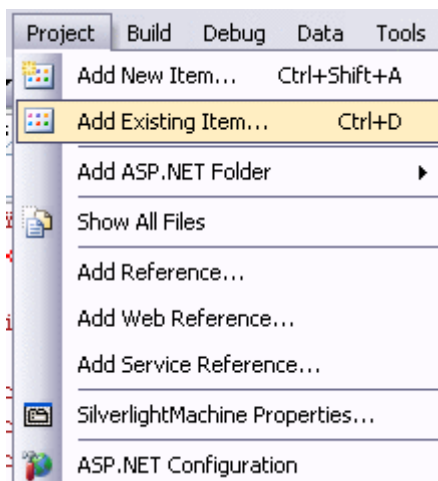 Project Build Debug Data Tools
Add New Item... Ctrl+Shift+A
Add Existing Item... Ctrl+D
Add ASP.NET Folder
Show All Files
Add Reference...
Add Web Reference...
Add Service Reference...
SilverlightMachine Properties...
ASP.NET Configuration